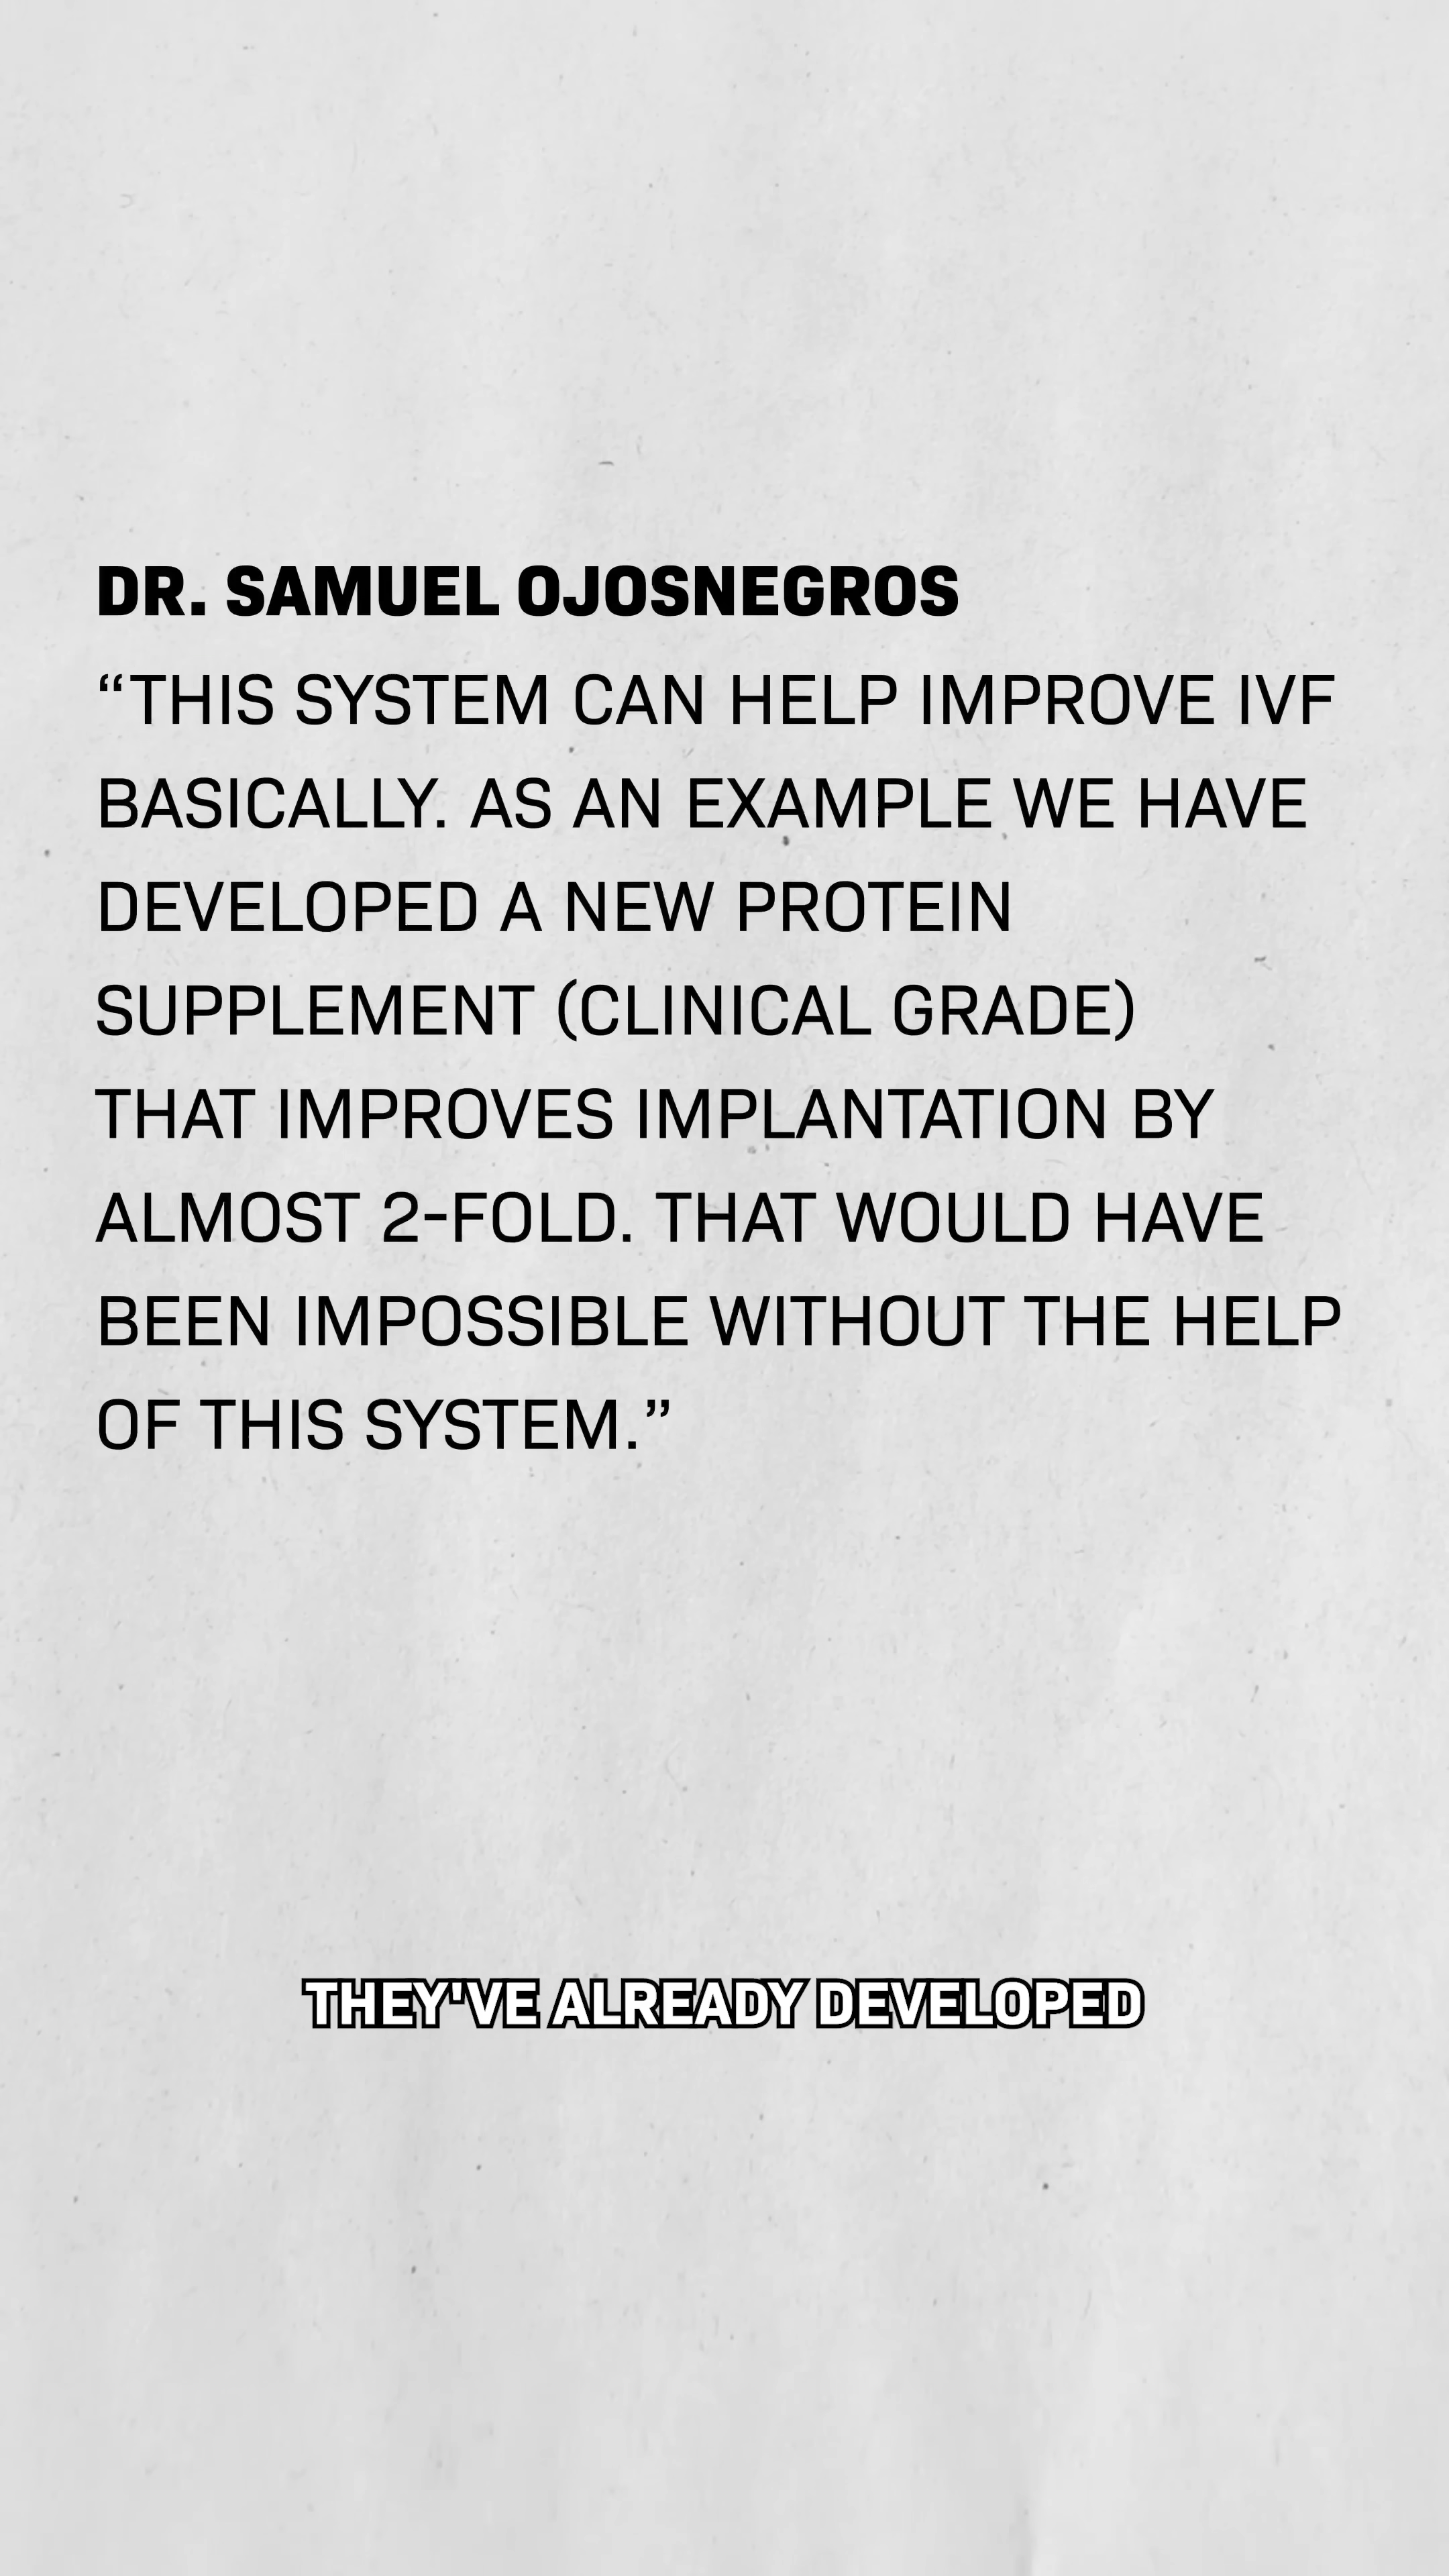 DR. SAMUEL OJOSNEGROS
“THIS SYSTEM CAN HELP IMPROVE IVF
BASICALLY. AS AN EXAMPLE WE HAVE
DEVELOPED A NEW PROTEIN
SUPPLEMENT (CLINICAL GRADE)
THAT IMPROVES IMPLANTATION BY
ALMOST 2-FOLD. THAT WOULD HAVE
BEEN IMPOSSIBLE WITHOUT THE HELP
OF THIS SYSTEM.”
THEY'VE ALREADY DEVELOPED